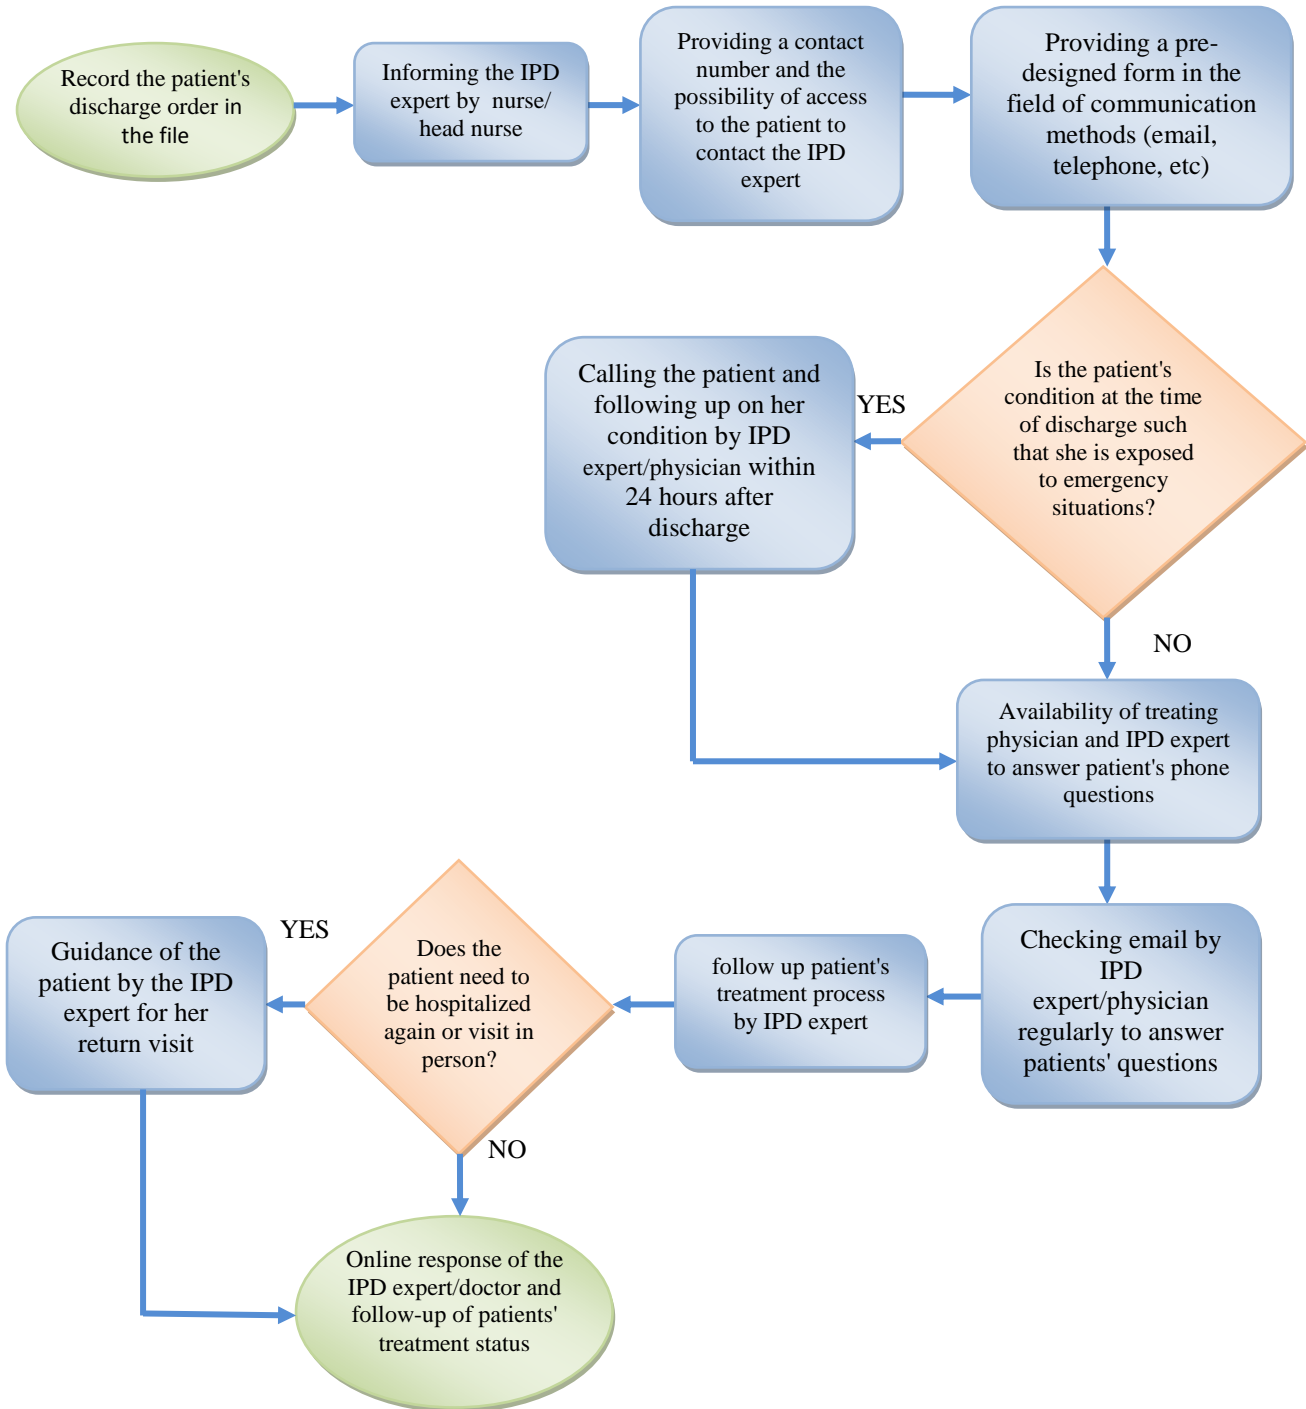 Record the patient's
discharge order in
the file
Informing the IPD
expert by nurse/
head nurse
Providing a contact
number and the
possibility of access
to the patient to
contact the IPD
expert
Providing a pre-
designed form in the
field of communication
methods (email,
telephone, etc)
Is the patient's
condition at the time
of discharge such
that she is exposed
to emergency
situations?
YES
Calling the patient and
following up on her
condition by IPD
expert/physician within
24 hours after
discharge
NO
Availability of treating
physician and IPD expert
to answer patient's phone
questions
Checking email by
IPD
expert/physician
regularly to answer
patients' questions
follow up patient's
treatment process
by IPD expert
Does the
patient need to
be hospitalized
again or visit in
person?
YES
Guidance of the
patient by the IPD
expert for her
return visit
NO
Online response of the
IPD expert/doctor and
follow-up of patients'
treatment status